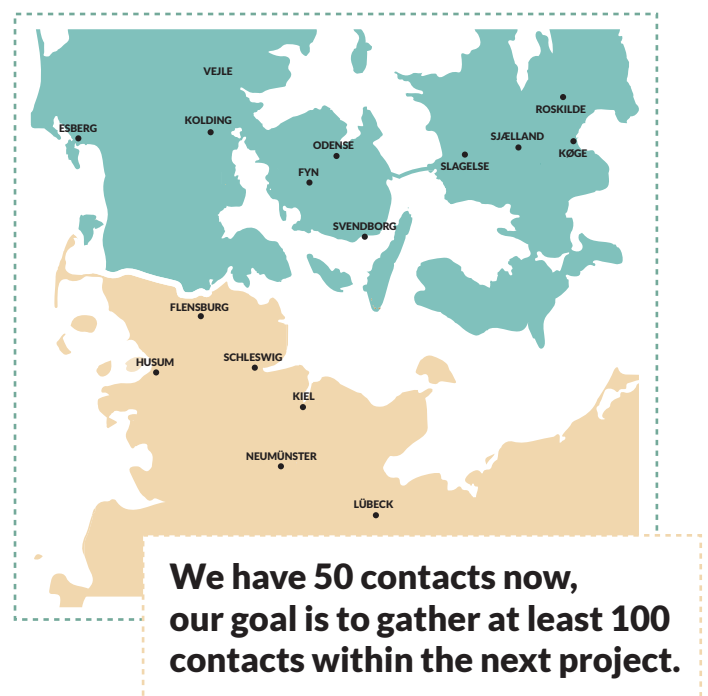 VEJLE
ROSKILDE
KOLDING
ESBERG
SJÆLLAND
ODENSE
KØGE
SLAGELSE
FYN
SVENDBORG
FLENSBURG
SCHLESWIG
HUSUM
KIEL
NEUMÜNSTER
LÜBECK
We have 50 contacts now,
our goal is to gather at least 100
contacts within the next project.